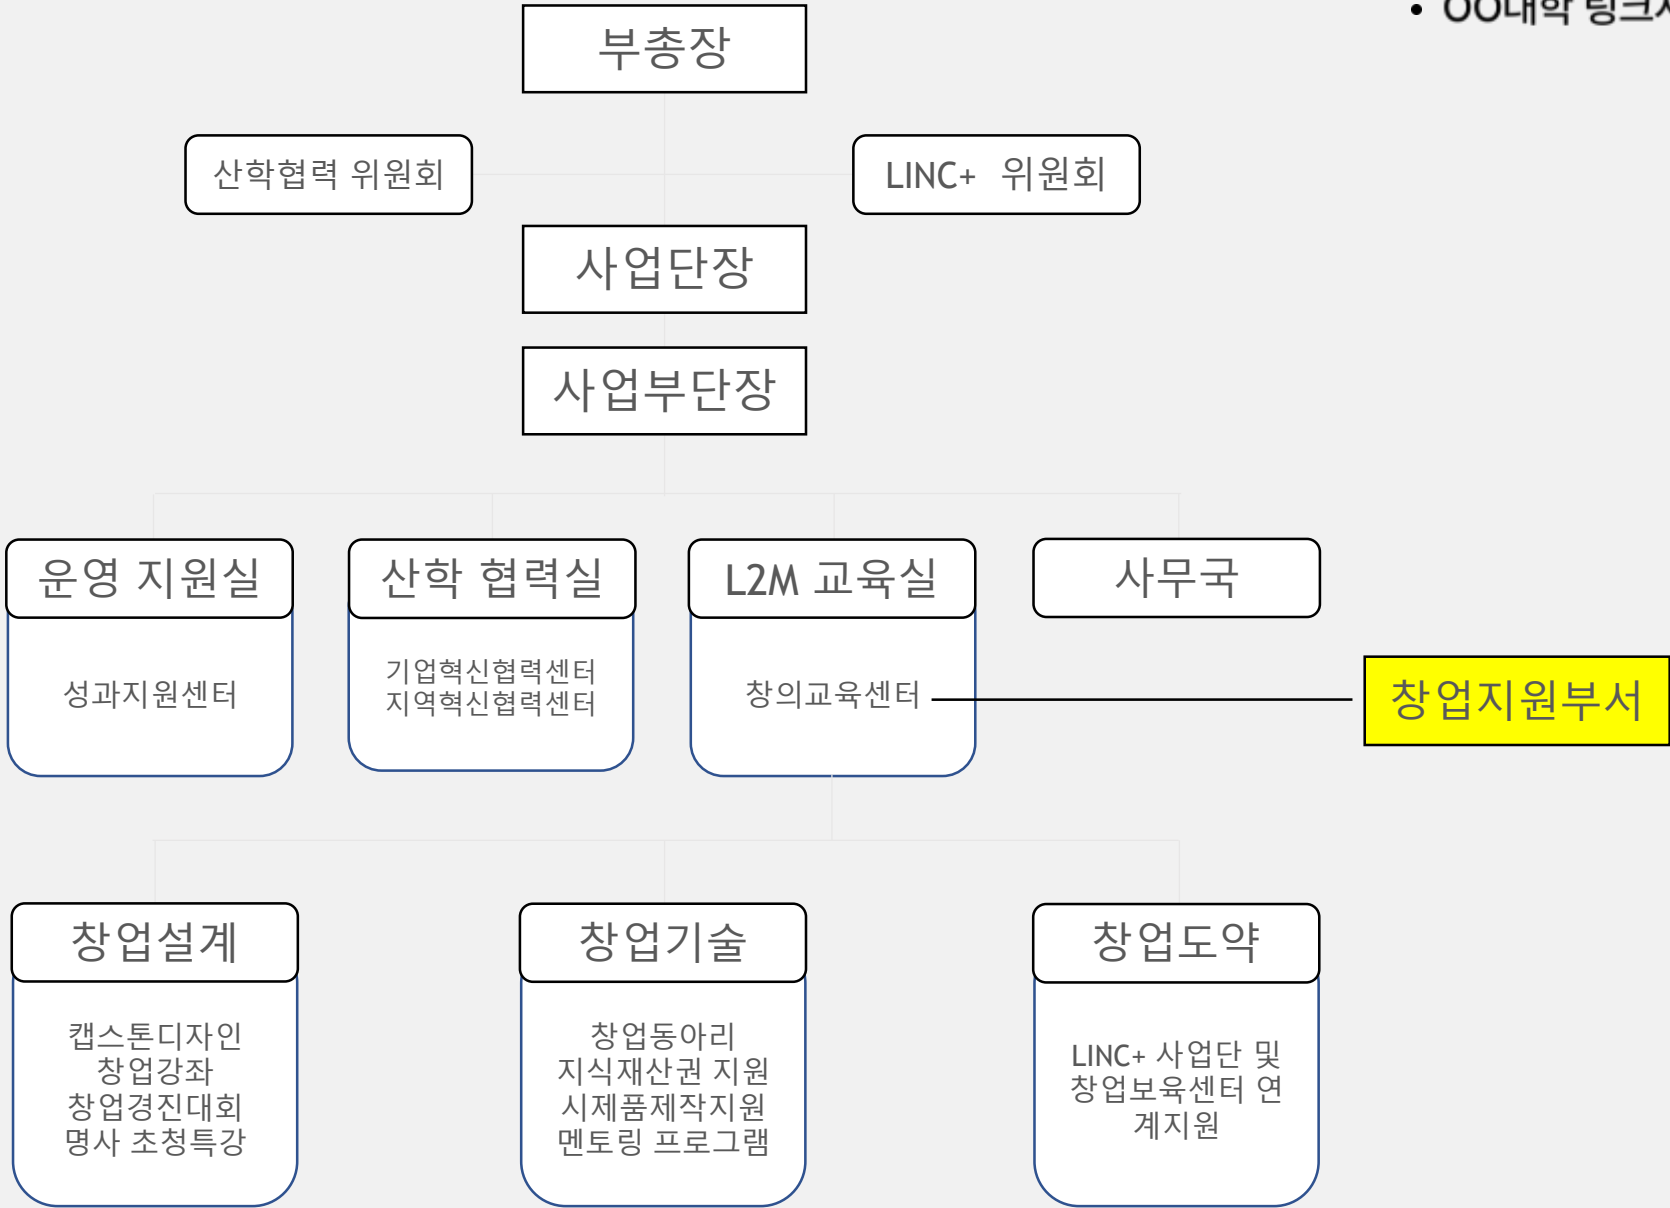 • OO대학 링크
부총장
산학협력 위원회
LINC+ 위원회
사업단장
사업부단장
운영 지원실
산학 협력실
L2M 교육실
사무국
성과지원센터
기업혁신협력센터
지역혁신협력센터
창의교육센터
창업지원부서
창업설계
창업기술
창업도약
캡스톤디자인
창업강좌
창업경진대회
명사 초청특강
창업동아리
지식재산권 지원
시제품제작지원
멘토링 프로그램
LINC+ 사업단 및
창업보육센터 연
계지원